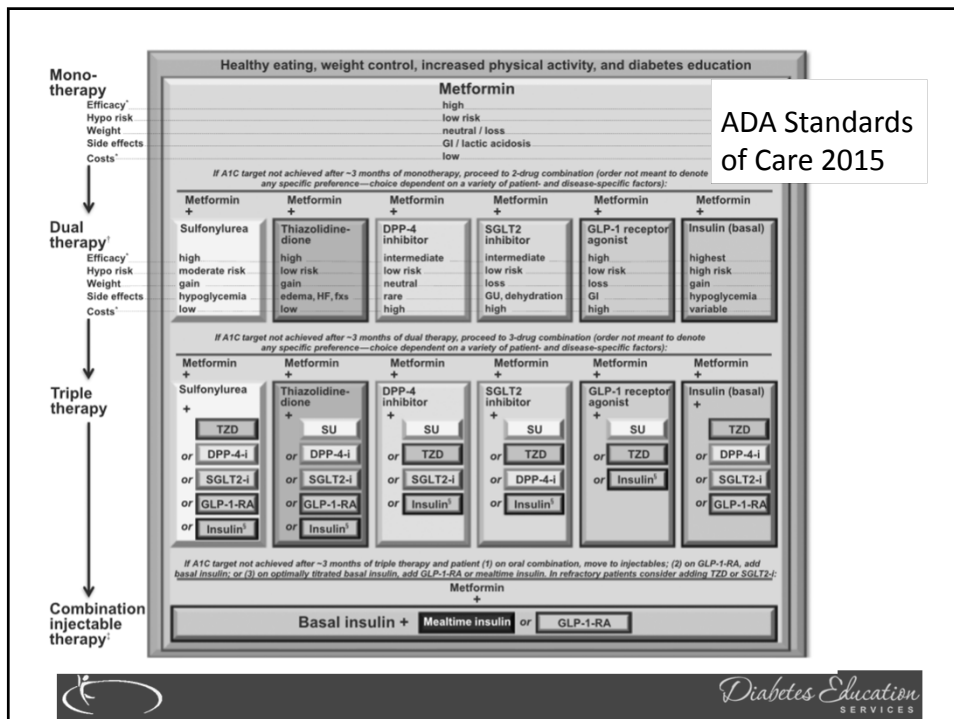 Healthy eating, weight control, increased physical activity, and diabetes education
Mono-
therapy
Metformin
Efficacy* high
Hypo risk low risk
Weight neutral / loss
Side effects GI / lactic acidosis
Costs* low
ADA Standards
of Care 2015
If A1C target not achieved after ~3 months of monotherapy, proceed to 2-drug combination (order not meant to denote
any specific preference—choice dependent on a variety of patient- and disease-specific factors):
Metformin Metformin Metformin Metformin Metformin Metformin
+ + + + + +
Dual
therapy†
Sulfonylurea Thiazolidine-
dione DPP-4
inhibitor SGLT2
inhibitor GLP-1 receptor
agonist Insulin (basal)
Efficacy* high high intermediate intermediate high highest
Hypo risk moderate risk low risk low risk low risk low risk high risk
Weight gain gain neutral loss loss gain
Side effects hypoglycemia edema, HF, fxs rare GU, dehydration GI hypoglycemia
Costs* low low high high high variable
If A1C target not achieved after ~3 months of dual therapy, proceed to 3-drug combination (order not meant to denote
any specific preference—choice dependent on a variety of patient- and disease-specific factors):
Metformin Metformin Metformin Metformin Metformin Metformin
+ + + + + +
Triple
therapy
Sulfonylurea Thiazolidine-
dione DPP-4
inhibitor SGLT2
inhibitor GLP-1 receptor
agonist Insulin (basal)
+ + + + + +
TZD SU SU SU SU TZD
or DPP-4-i or DPP-4-i or TZD or TZD or TZD or DPP-4-i
or SGLT2-i or SGLT2-i or SGLT2-i or DPP-4-i or Insulin§ or SGLT2-i
or GLP-1-RA or GLP-1-RA or Insulin§ or Insulin§ or GLP-1-RA
or Insulin§ or Insulin§
If A1C target not achieved after ~3 months of triple therapy and patient (1) on oral combination, move to injectables; (2) on GLP-1-RA, add
basal insulin; or (3) on optimally titrated basal insulin, add GLP-1-RA or mealtime insulin. In refractory patients consider adding TZD or SGLT2-i:
Metformin
+
Combination
injectable
therapy‡
Basal insulin + Mealtime insulin or GLP-1-RA
Diabetes Education
SERVICES